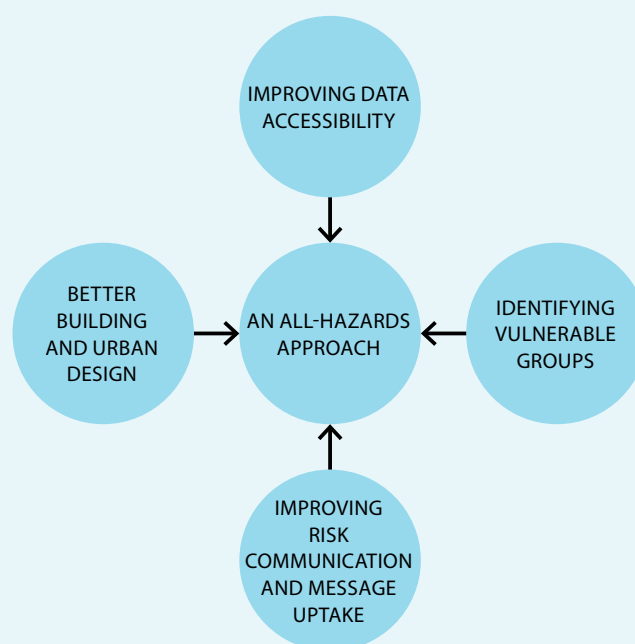 IMPROVING DATA
ACCESSIBILITY
BETTER
BUILDING
AND URBAN
DESIGN
AN ALL-HAZARDS
APPROACH
IDENTIFYING
VULNERABLE
GROUPS
IMPROVING
RISK
COMMUNICATION
AND MESSAGE
UPTAKE